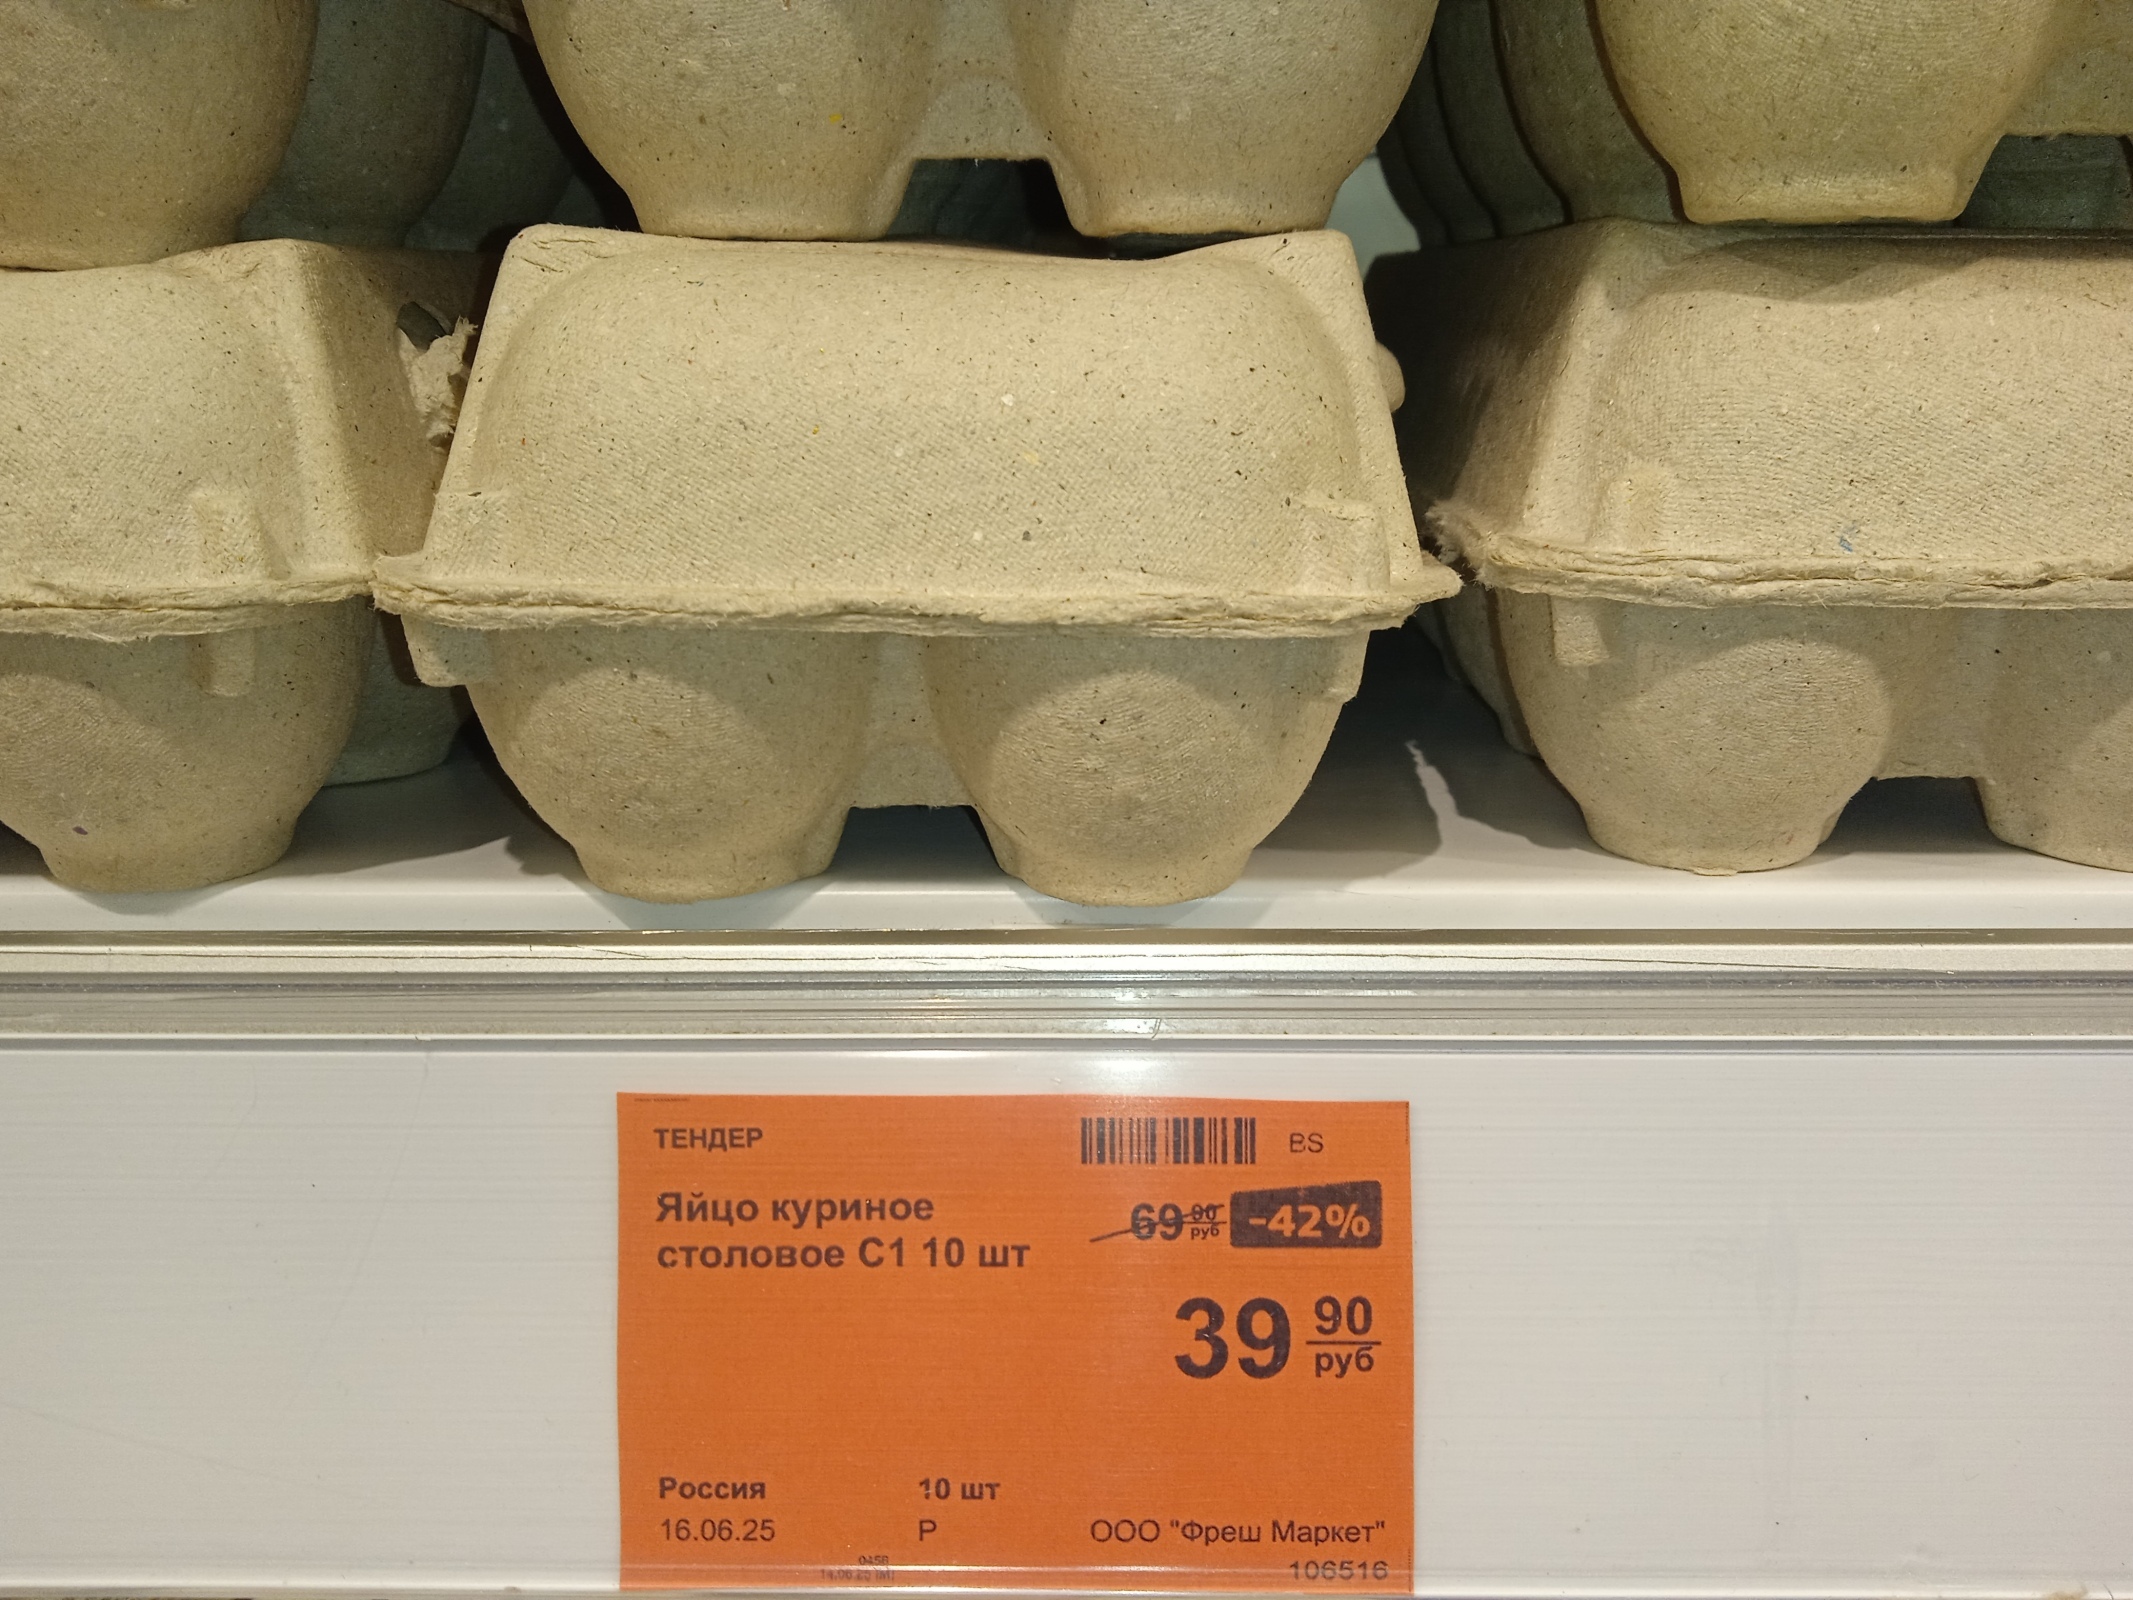 ТЕНДЕР
BS
Яйцо куриное
столовое С1 10 шт
69 90 руб
-42%
39 90 руб
Россия
10 шт
16.06.25
Р
ООО "Фреш Маркет"
0458
106516